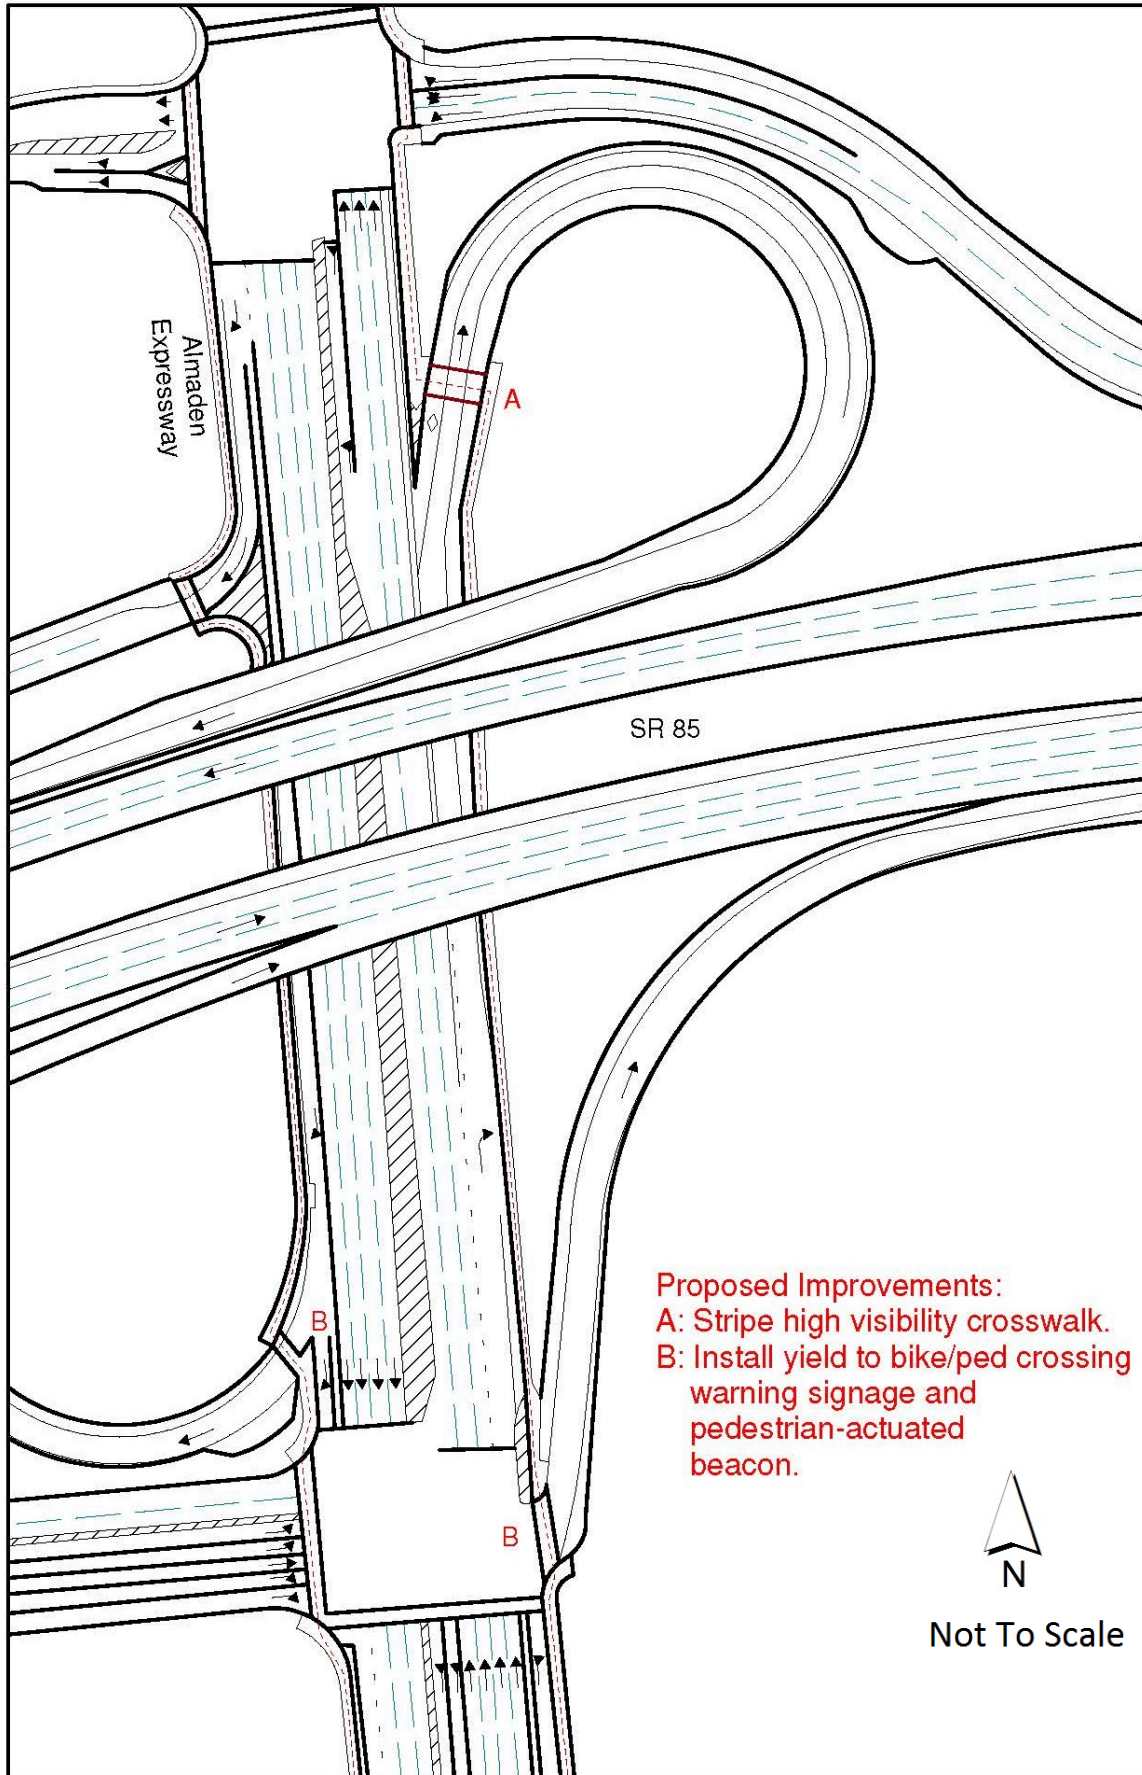 Almaden
Expressway
A
SR 85
B
Proposed Improvements:
A: Stripe high visibility crosswalk.
B: Install yield to bike/ped crossing
warning signage and
pedestrian-actuated
beacon.
B
N
Not To Scale